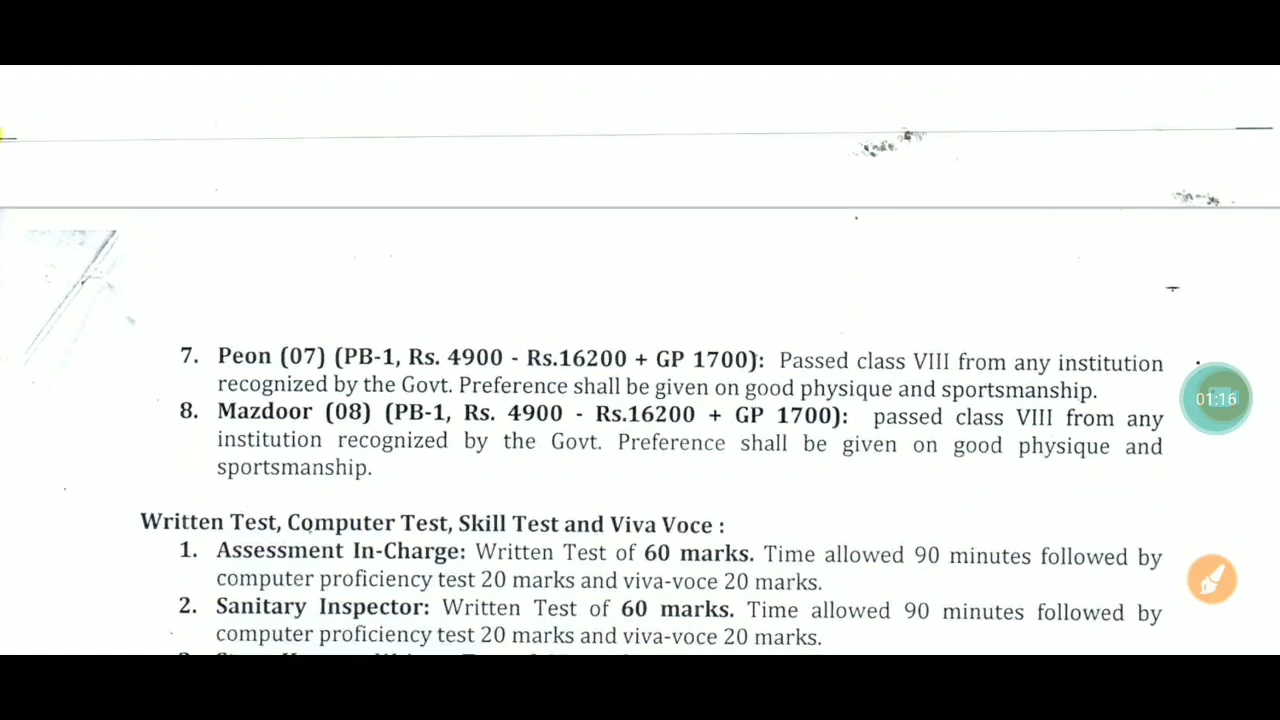 7. Peon (07) (PB-1, Rs. 4900 - Rs.16200 + GP 1700): Passed class VIII from any institution
recognized by the Govt. Preference shall be given on good physique and sportsmanship.
8. Mazdoor (08) (PB-1, Rs. 4900 - Rs.16200 + GP 1700): passed class VIII from any
institution recognized by the Govt. Preference shall be given on good physique and
sportsmanship.
01:16
Written Test, Computer Test, Skill Test and Viva Voce :
1. Assessment In-Charge: Written Test of 60 marks. Time allowed 90 minutes followed by
computer proficiency test 20 marks and viva-voce 20 marks.
2. Sanitary Inspector: Written Test of 60 marks. Time allowed 90 minutes followed by
computer proficiency test 20 marks and viva-voce 20 marks.